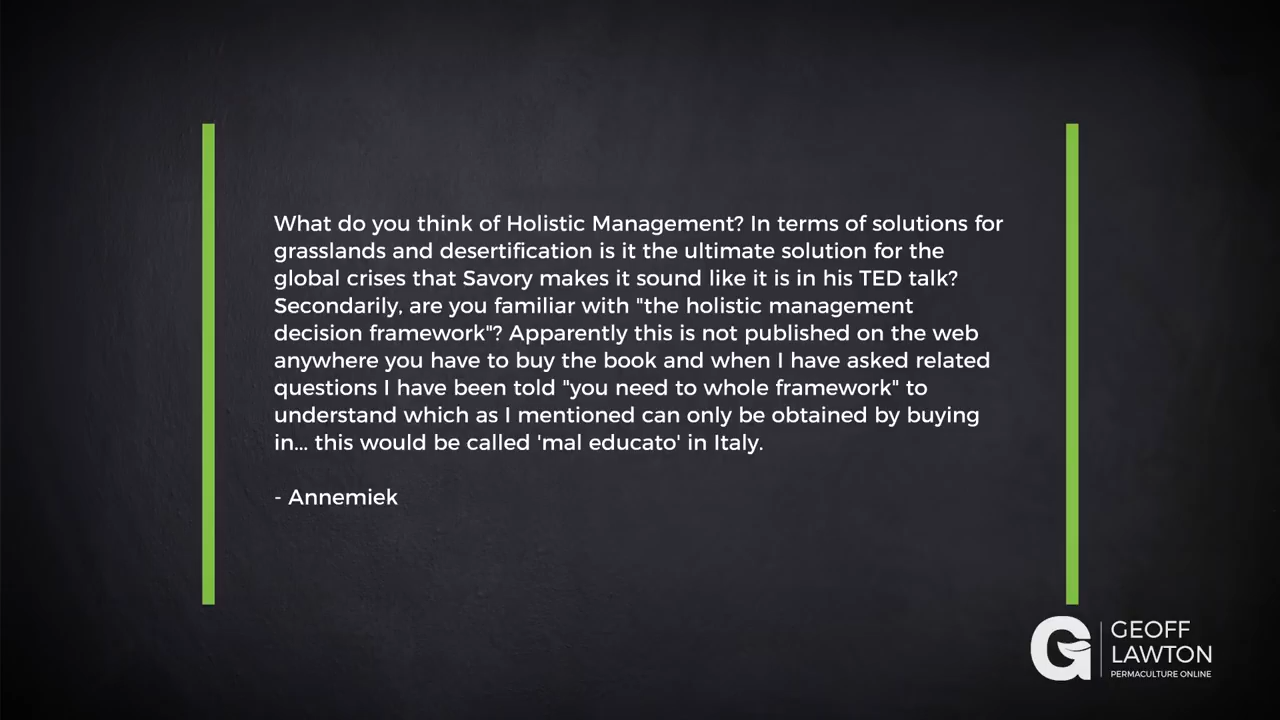 What do you think of Holistic Management? In terms of solutions for
grasslands and desertification is it the ultimate solution for the
global crises that Savory makes it sound like it is in his TED talk?
Secondarily, are you familiar with "the holistic management
decision framework"? Apparently this is not published on the web
anywhere you have to buy the book and when I have asked related
questions I have been told "you need to whole framework" to
understand which as I mentioned can only be obtained by buying
in... this would be called 'mal educato' in Italy.
- Annemiek
GEOFF
LAWTON
PERMACULTURE ONLINE